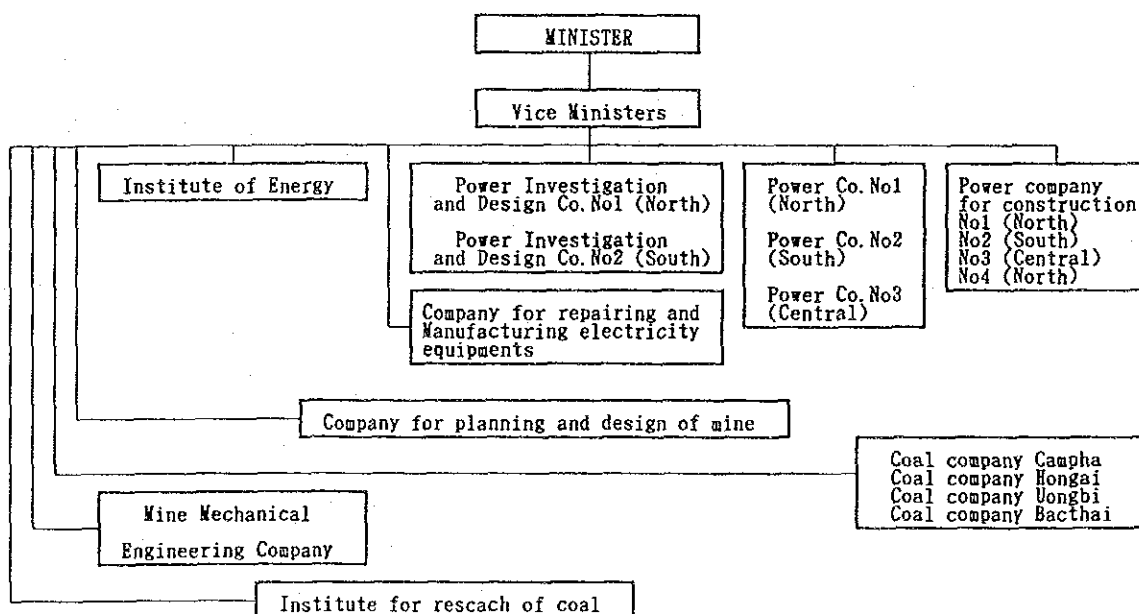 MINISTER
Vice Ministers
Institute of Energy
Power Investigation
and Design Co.No1 (North)
Power Investigation
and Design Co.No2 (South)
Power Co.No1
(North)
Power Co.No2
(South)
Power Co.No3
(Central)
Power company
for construction
No1 (North)
No2 (South)
No3 (Central)
No4 (North)
Company for repairing and
Manufacturing electricity
equipments
Company for planning and design of mine
Coal company Campha
Coal company Hongai
Coal company Uongbi
Coal company Bacthai
Mine Mechanical
Engineering Company
Institute for rescach of coal